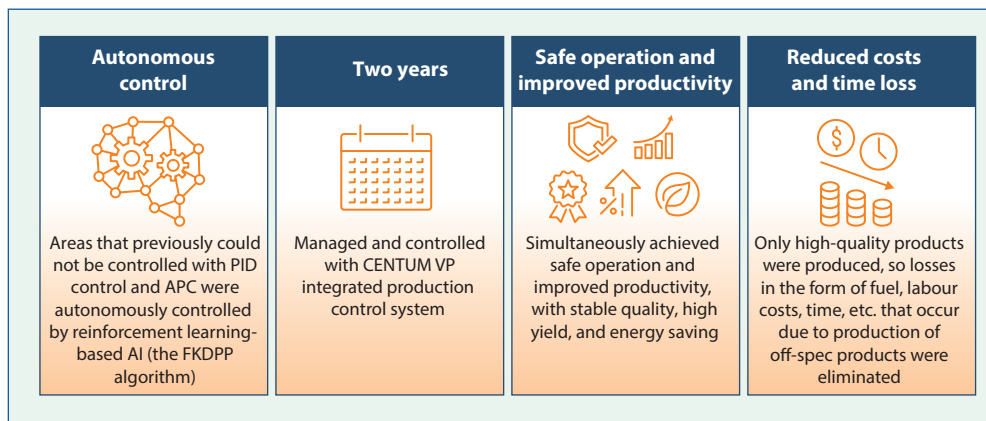 Autonomous
control
Areas that previously could
not be controlled with PID
control and APC were
autonomously controlled
by reinforcement learning-
based AI (the FKDPP
algorithm)
Two years
Managed and controlled
with CENTUM VP
integrated production
control system
Safe operation and
improved productivity
%
Simultaneously achieved
safe operation and
improved productivity,
with stable quality, high
yield, and energy saving
Reduced costs
and time loss
$
Only high-quality products
were produced, so losses
in the form of fuel, labour
costs, time, etc. that occur
due to production of
off-spec products were
eliminated